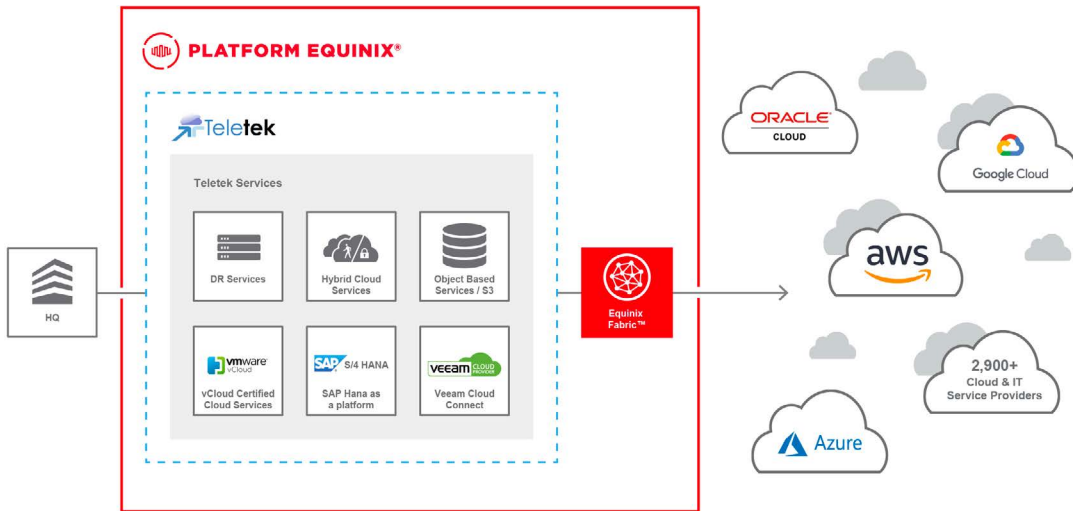 PLATFORM EQUINIX®
Teletek
Teletek Services
DR Services
Hybrid Cloud
Services
Object Based
Services / S3
vmware®
vCloud
vCloud Certified
Cloud Services
SAP S/4 HANA
SAP Hana as
a platform
veeam CLOUD
PROVIDER
Veeam Cloud
Connect
HQ
Equinix
Fabric™
ORACLE®
CLOUD
Google Cloud
aws
2,900+
Cloud & IT
Service Providers
Azure